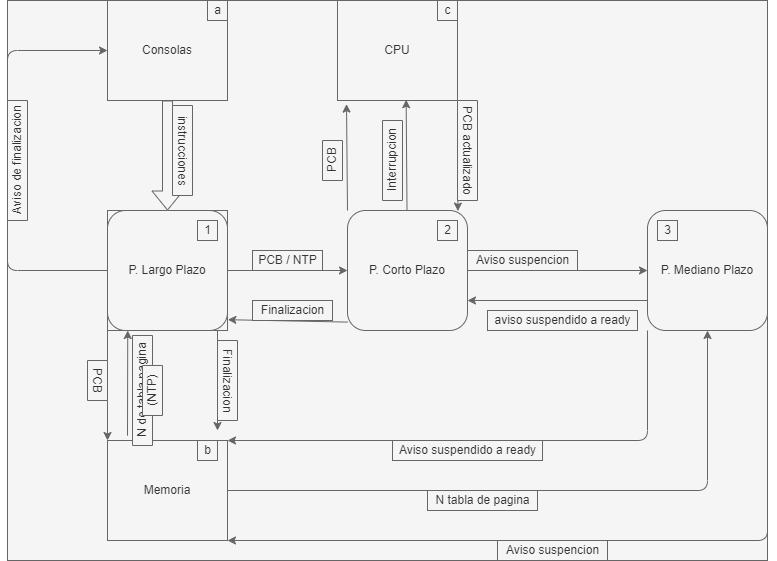 a
Consolas
c
CPU
Aviso de finalizacion
instrucciones
PCB
Interrupcion
PCB actualizado
1
P. Largo Plazo
PCB / NTP
2
P. Corto Plazo
Aviso suspencion
3
P. Mediano Plazo
Finalizacion
aviso suspendido a ready
PCB
N de tabla pagina
(NTP)
Finalizacion
b
Memoria
Aviso suspendido a ready
N tabla de pagina
Aviso suspencion